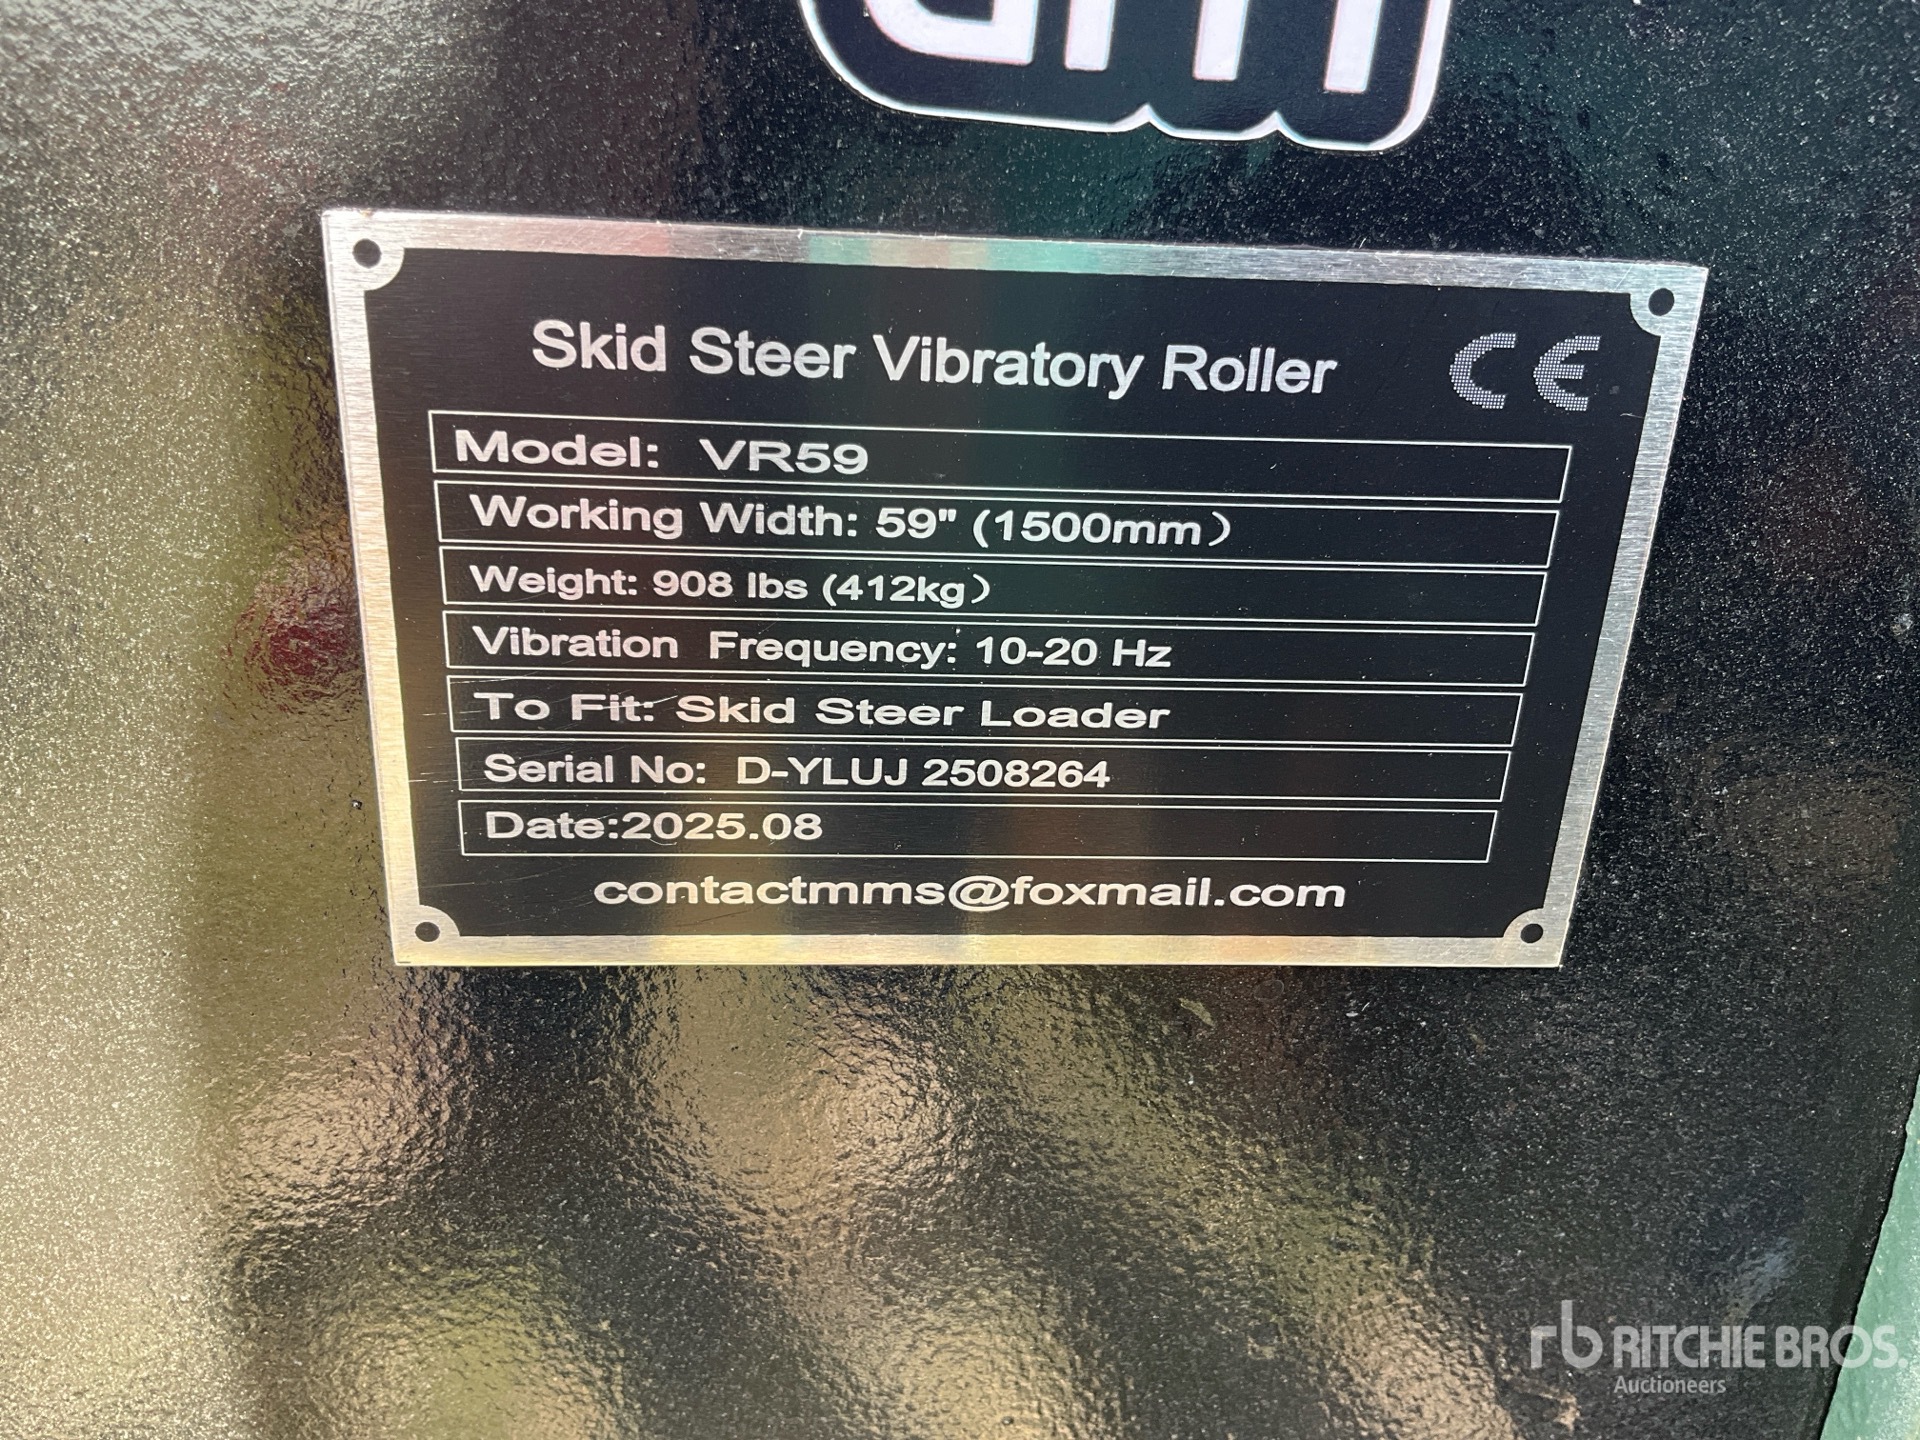 Skid Steer Vibratory Roller CE
Model: VR59
Working Width: 59" (1500mm）
Weight: 908 lbs (412kg）
Vibration Frequency: 10-20 Hz
To Fit: Skid Steer Loader
Serial No: D-YLUJ 2508264
Date:2025.08
contactmms@foxmail.com
rb RITCHIE BROS.
Auctioneers